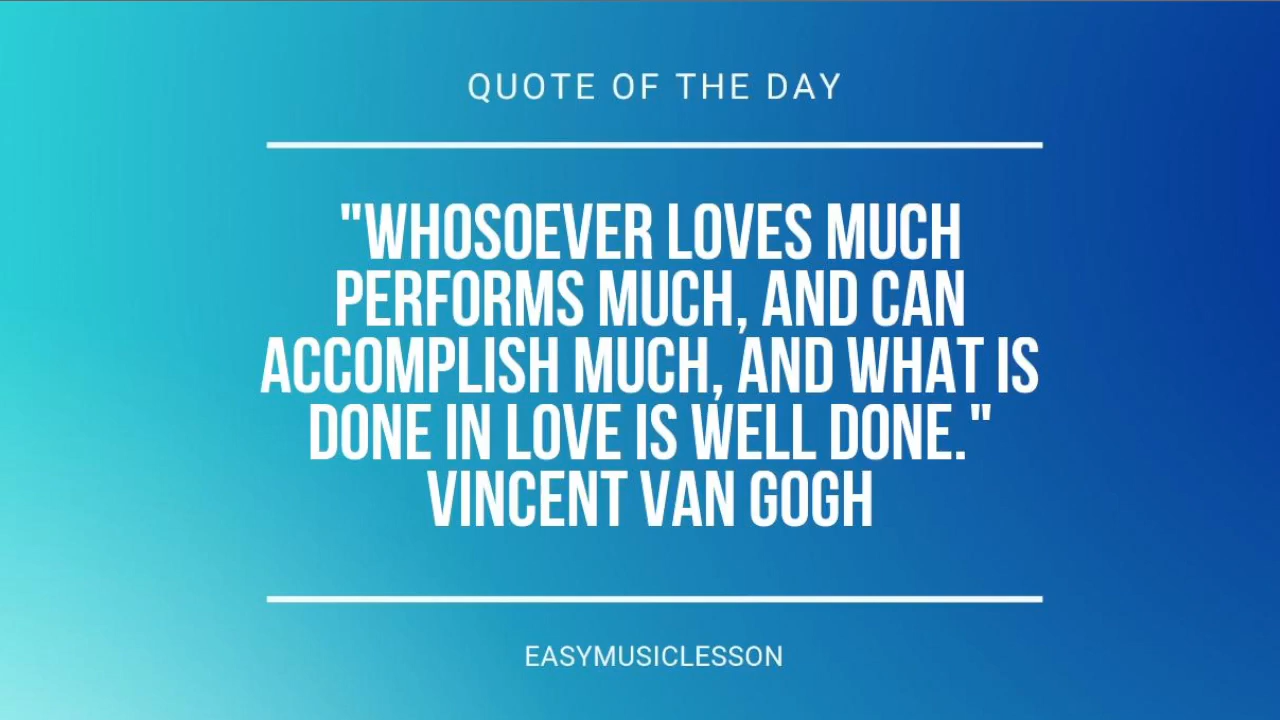 QUOTE OF THE DAY
"WHOSOEVER LOVES MUCH
PERFORMS MUCH, AND CAN
ACCOMPLISH MUCH, AND WHAT IS
DONE IN LOVE IS WELL DONE."
VINCENT VAN GOGH
EASYMUSICLESSON